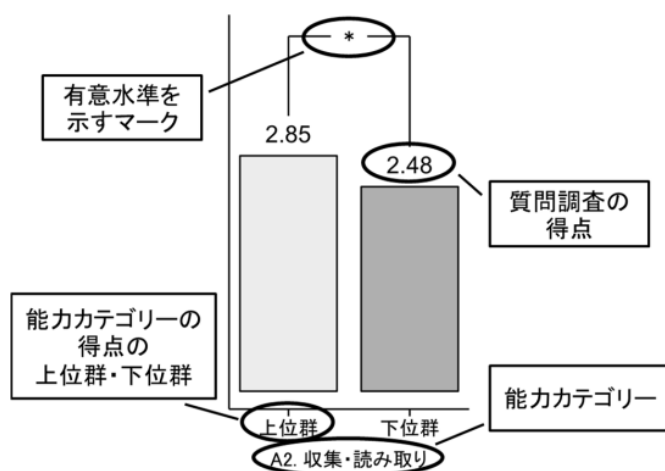 *
有意水準を
示すマーク
2.85
2.48
質問調査の
得点
能力カテゴリーの
得点の
上位群・下位群
能力カテゴリー
上位群
下位群
A2. 収集・読み取り